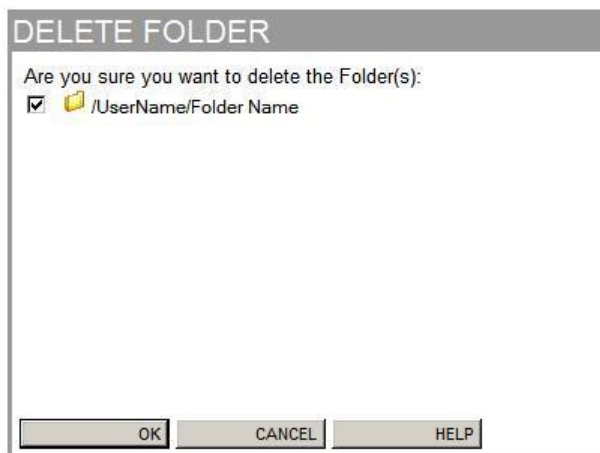 DELETE FOLDER
Are you sure you want to delete the Folder(s):
/UserName/Folder Name
OK CANCEL HELP